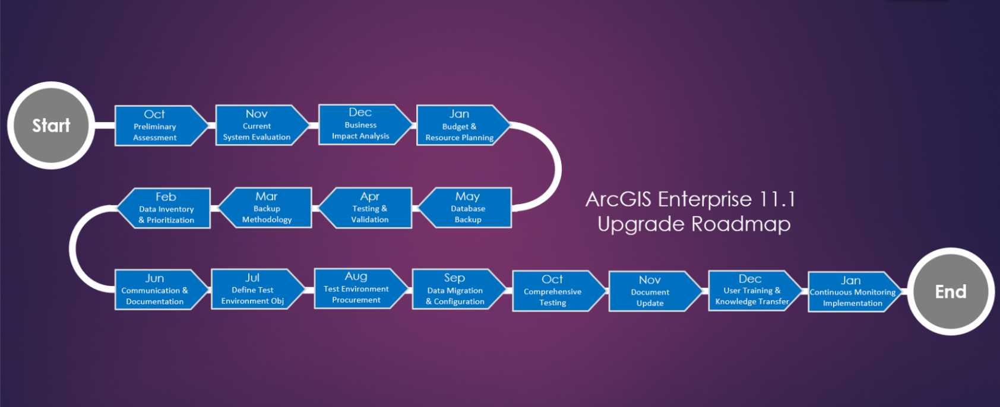 Start
Oct
Preliminary
Assessment
Nov
Current
System Evaluation
Dec
Business
Impact Analysis
Jan
Budget &
Resource Planning
Feb
Data Inventory
& Prioritization
Mar
Backup
Methodology
Apr
Testing &
Validation
May
Database
Backup
ArcGIS Enterprise 11.1
Upgrade Roadmap
Jun
Communication &
Documentation
Jul
Define Test
Environment Obj
Aug
Test Environment
Procurement
Sep
Data Migration
& Configuration
Oct
Comprehensive
Testing
Nov
Document
Update
Dec
User Training &
Knowledge Transfer
Jan
Continuous Monitoring
Implementation
End